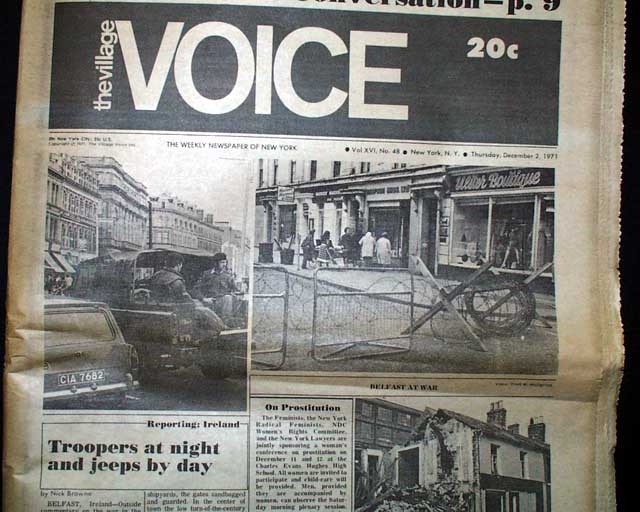 Conversation—p. 9
the village
VOICE
20c
THE WEEKLY NEWSPAPER OF NEW YORK
• Vol XVI, No. 48 • New York, N. Y. • Thursday, December 2, 1971
Ulster Boutique
CIA 7682
BELFAST AT WAR
Reporting: Ireland
Troopers at night
and jeeps by day
by Nick Browne
BELFAST, Ireland—Outside
shipyards, the gates sandbagged
and guarded. In the center of
town the low turn-of-the-century
On Prostitution
The Feminists, the New York
Radical Feminists, NDC
Women's Rights Committee,
and the New York Lawyers are
jointly sponsoring a woman's
conference on prostitution on
December 11 and 12 at the
Charles Evans Hughes High
School. All women are invited to
participate and child-care will
be provided. Men, provided
they are accompanied by
women, can observe the Satur-
day morning plenary session.